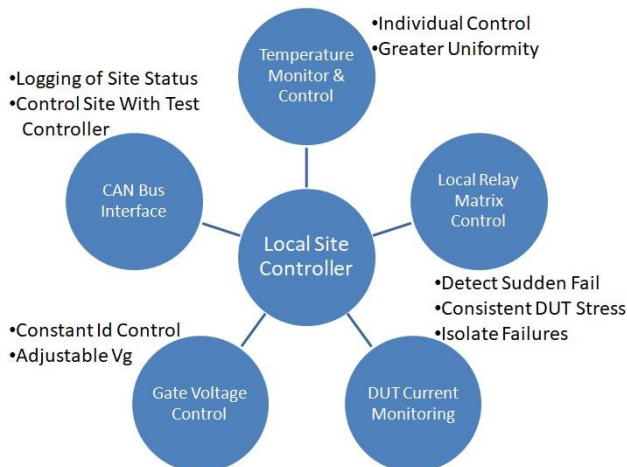 •Individual Control
•Greater Uniformity
Temperature
Monitor &
Control
•Logging of Site Status
•Control Site With Test
Controller
CAN Bus
Interface
Local Relay
Matrix
Control
Local Site
Controller
•Detect Sudden Fail
•Consistent DUT Stress
•Isolate Failures
•Constant Id Control
•Adjustable Vg
Gate Voltage
Control
DUT Current
Monitoring